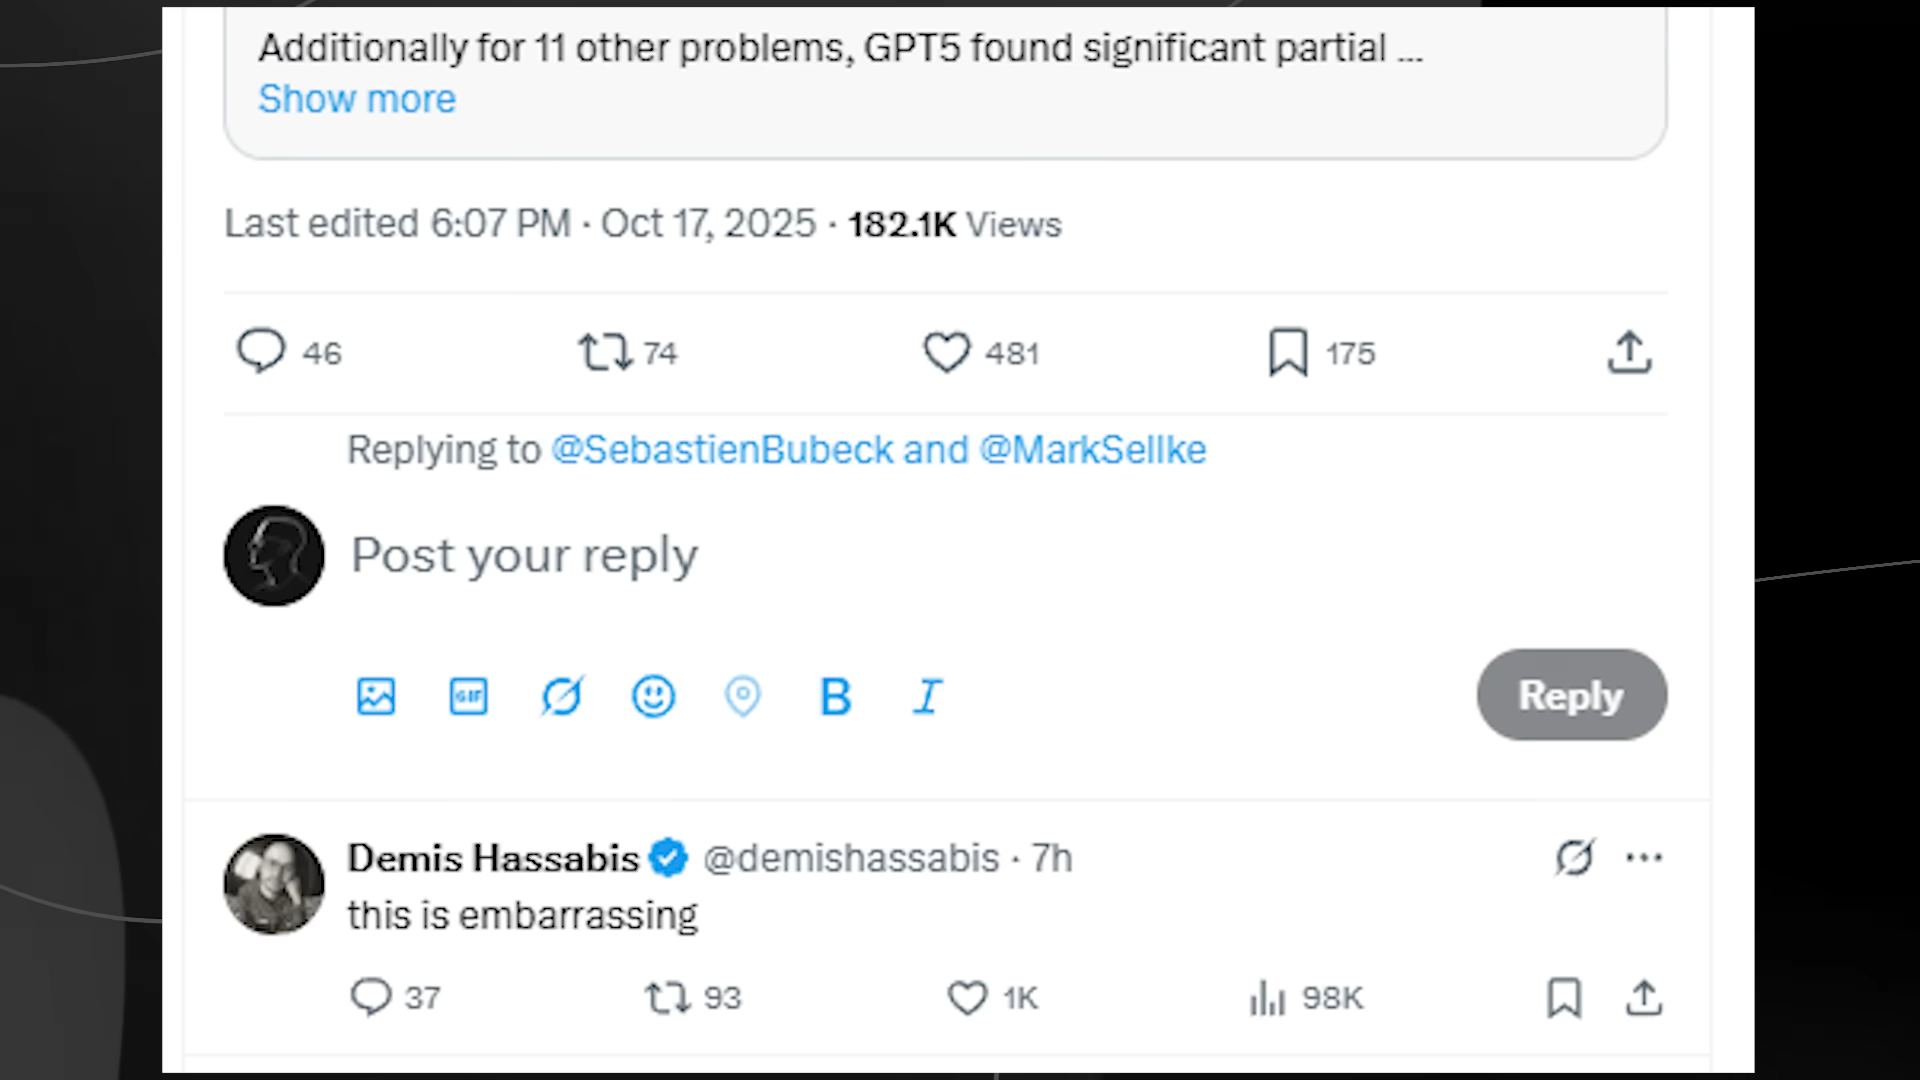 Additionally for 11 other problems, GPT5 found significant partial ...
Show more
Last edited 6:07 PM · Oct 17, 2025 · 182.1K Views
46 74 481 175
Replying to @SebastienBubeck and @MarkSellke
Post your reply
GIF B I
Reply
Demis Hassabis @demishassabis · 7h
this is embarrassing
37 93 1K 98K